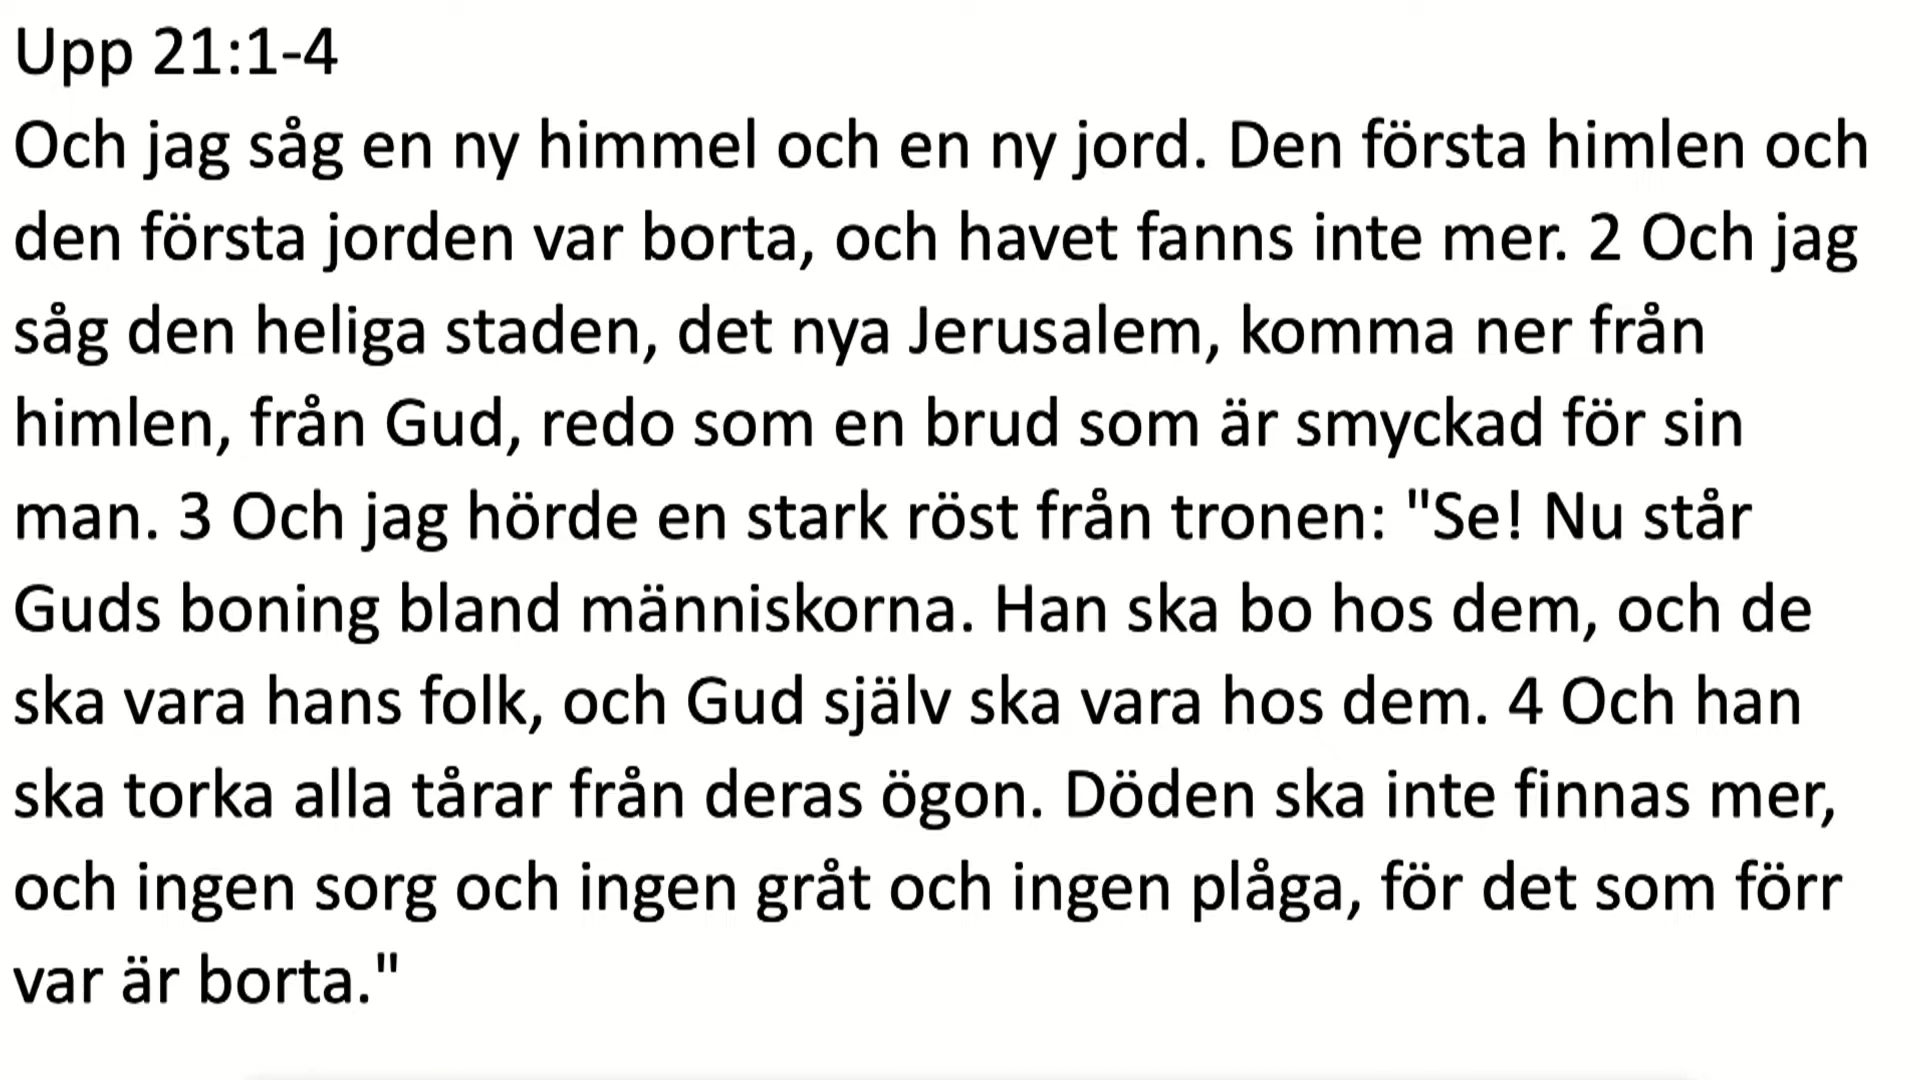 Upp 21:1-4
Och jag såg en ny himmel och en ny jord. Den första himlen och
den första jorden var borta, och havet fanns inte mer. 2 Och jag
såg den heliga staden, det nya Jerusalem, komma ner från
himlen, från Gud, redo som en brud som är smyckad för sin
man. 3 Och jag hörde en stark röst från tronen: "Se! Nu står
Guds boning bland människorna. Han ska bo hos dem, och de
ska vara hans folk, och Gud själv ska vara hos dem. 4 Och han
ska torka alla tårar från deras ögon. Döden ska inte finnas mer,
och ingen sorg och ingen gråt och ingen plåga, för det som förr
var är borta."